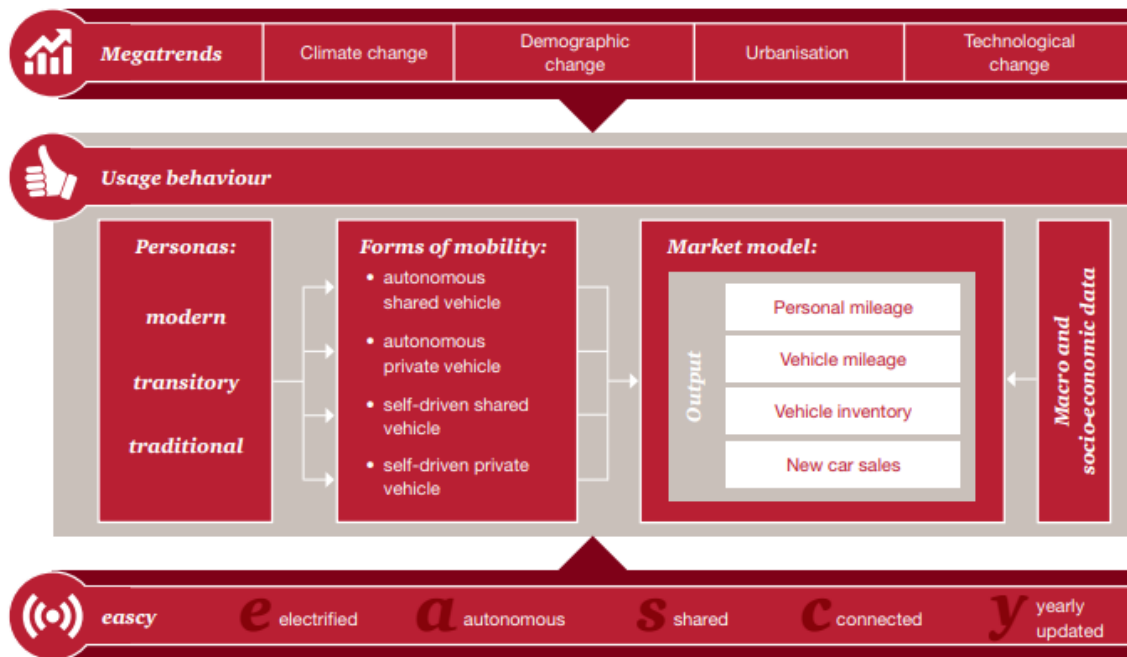 Megatrends
Climate change
Demographic
change
Urbanisation
Technological
change
Usage behaviour
Personas:
modern
transitory
traditional
Forms of mobility:
• autonomous
shared vehicle
• autonomous
private vehicle
• self-driven shared
vehicle
• self-driven private
vehicle
Market model:
Output
Personal mileage
Vehicle mileage
Vehicle inventory
New car sales
Macro and
socio-economic data
eascy
e electrified
a autonomous
s shared
c connected
y yearly
updated